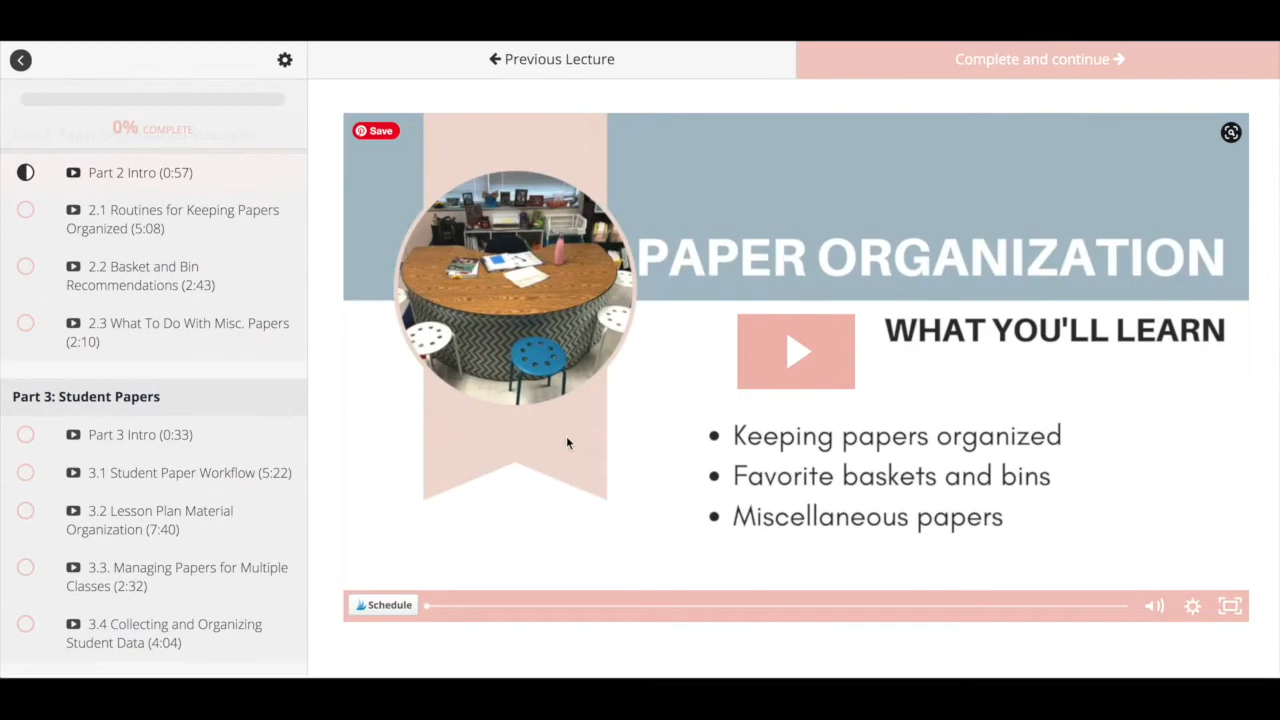 Previous Lecture
Complete and continue
0% COMPLETE
Part 2 Intro (0:57)
2.1 Routines for Keeping Papers
Organized (5:08)
2.2 Basket and Bin
Recommendations (2:43)
2.3 What To Do With Misc. Papers
(2:10)
Part 3: Student Papers
Part 3 Intro (0:33)
3.1 Student Paper Workflow (5:22)
3.2 Lesson Plan Material
Organization (7:40)
3.3. Managing Papers for Multiple
Classes (2:32)
3.4 Collecting and Organizing
Student Data (4:04)
Save
PAPER ORGANIZATION
WHAT YOU'LL LEARN
• Keeping papers organized
• Favorite baskets and bins
• Miscellaneous papers
Schedule